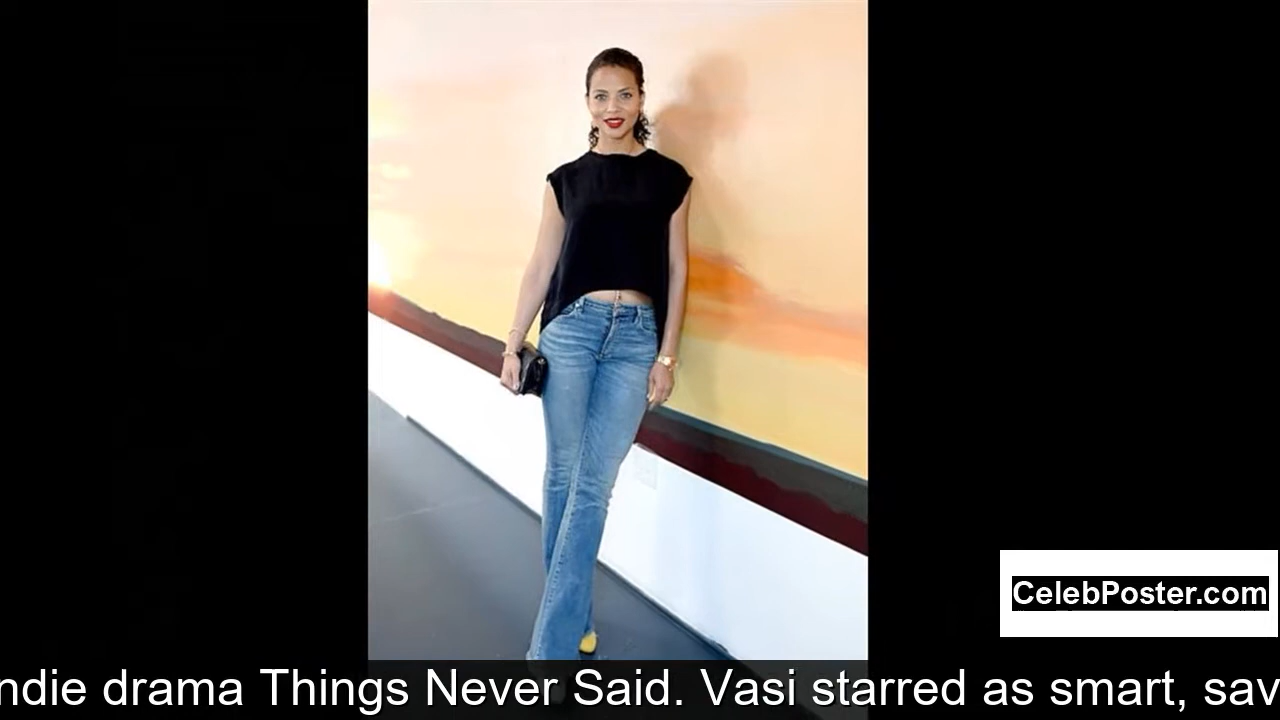 CelebPoster.com
ndie drama Things Never Said. Vasi starred as smart, sav